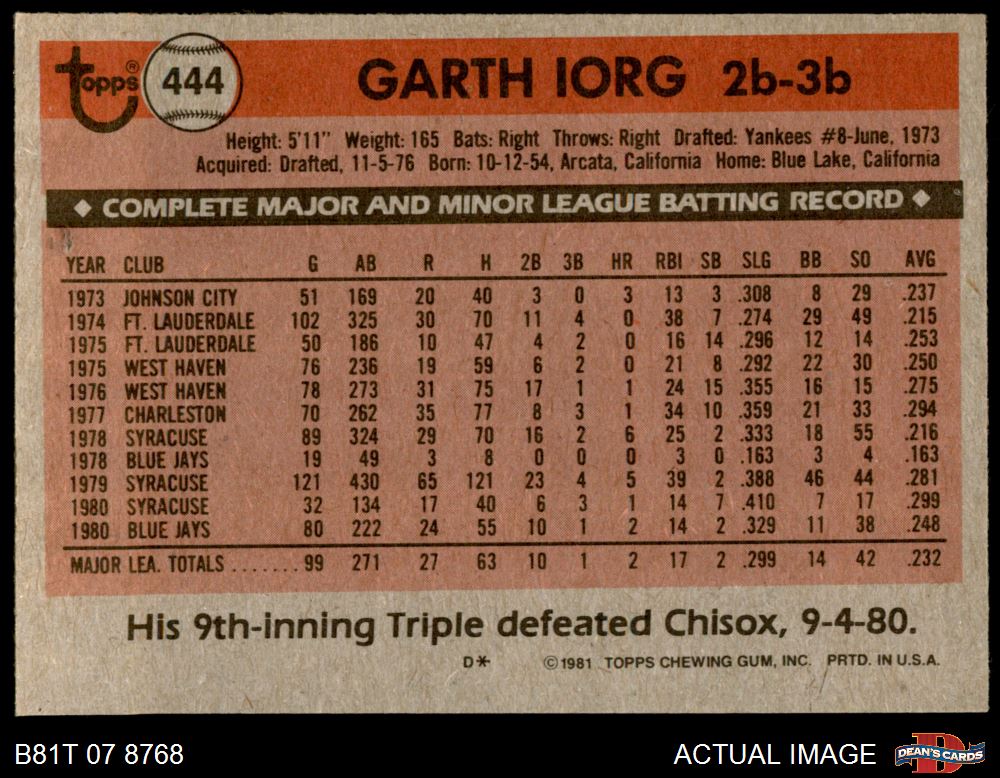 Topps® 444 GARTH IORG 2b-3b
Height: 5'11" Weight: 165 Bats: Right Throws: Right Drafted: Yankees #8-June, 1973
Acquired: Drafted, 11-5-76 Born: 10-12-54, Arcata, California Home: Blue Lake, California
◆ COMPLETE MAJOR AND MINOR LEAGUE BATTING RECORD ◆
YEAR CLUB G AB R H 2B 3B HR RBI SB SLG BB SO AVG
1973 JOHNSON CITY 51 169 20 40 3 0 3 13 3 .308 8 29 .237
1974 FT. LAUDERDALE 102 325 30 70 11 4 0 38 7 .274 29 49 .215
1975 FT. LAUDERDALE 50 186 10 47 4 2 0 16 14 .296 12 14 .253
1975 WEST HAVEN 76 236 19 59 6 2 0 21 8 .292 22 30 .250
1976 WEST HAVEN 78 273 31 75 17 1 1 24 15 .355 16 15 .275
1977 CHARLESTON 70 262 35 77 8 3 1 34 10 .359 21 33 .294
1978 SYRACUSE 89 324 29 70 16 2 6 25 2 .333 18 55 .216
1978 BLUE JAYS 19 49 3 8 0 0 0 3 0 .163 3 4 .163
1979 SYRACUSE 121 430 65 121 23 4 5 39 2 .388 46 44 .281
1980 SYRACUSE 32 134 17 40 6 3 1 14 7 .410 7 17 .299
1980 BLUE JAYS 80 222 24 55 10 1 2 14 2 .329 11 38 .248
MAJOR LEA. TOTALS ....... 99 271 27 63 10 1 2 17 2 .299 14 42 .232
His 9th-inning Triple defeated Chisox, 9-4-80.
D* ©1981 TOPPS CHEWING GUM, INC. PRTD. IN U.S.A.
B81T 07 8768 ACTUAL IMAGE DEAN'S CARDS